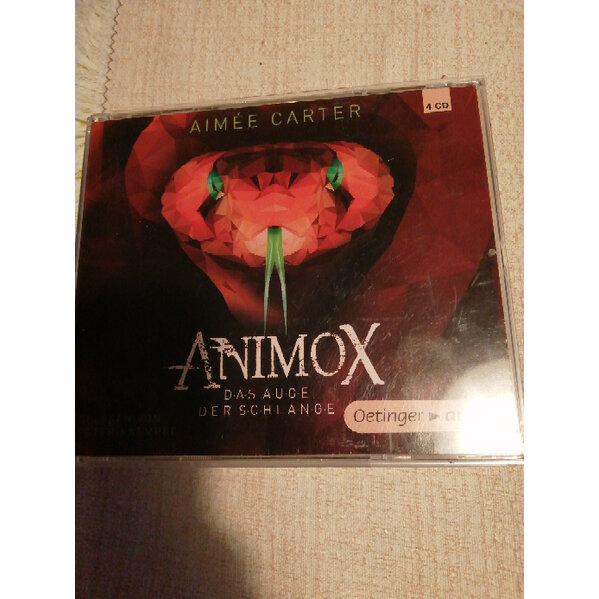 4 CD
AIMÉE CARTER
ANIMOX
DAS AUGE
DER SCHLANGE
Oetinger